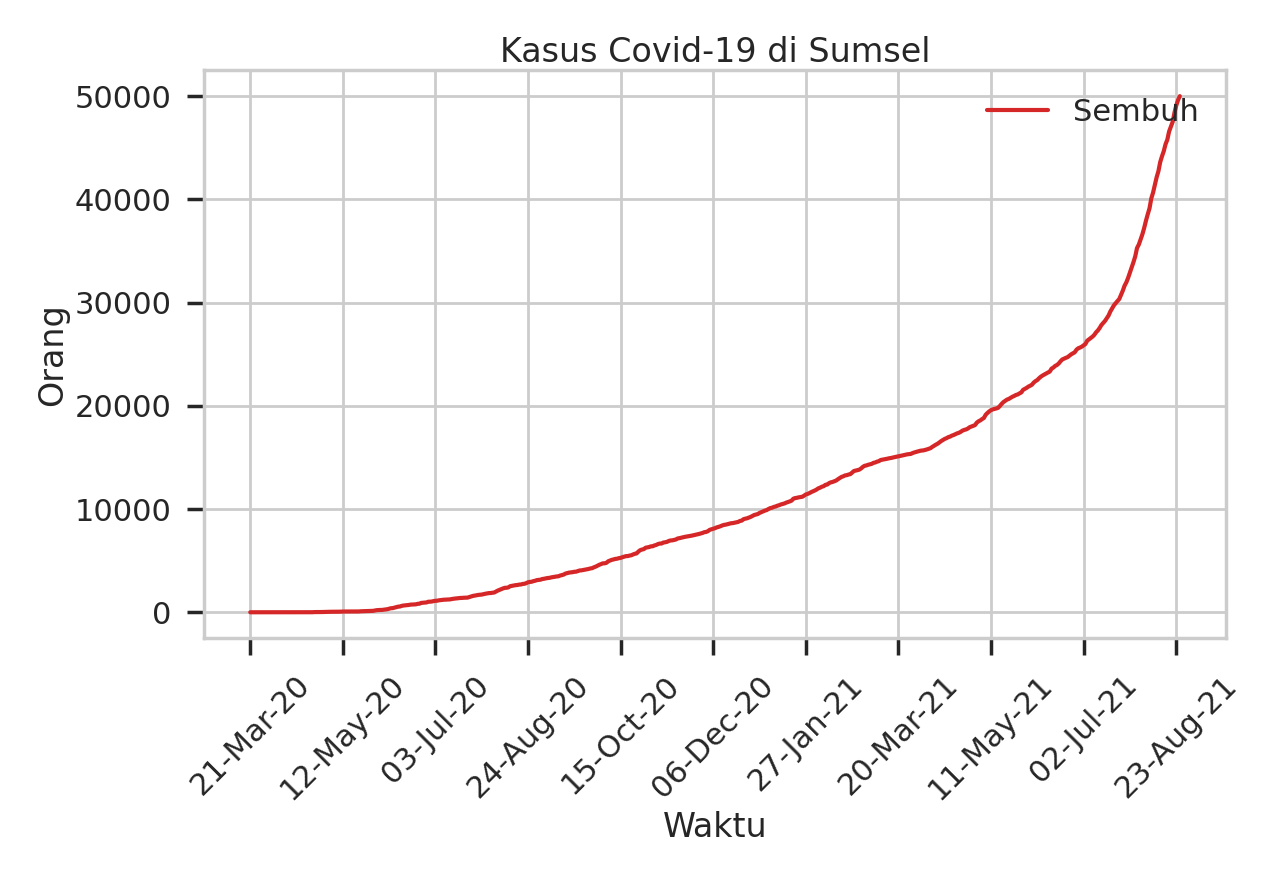 Kasus Covid-19 di Sumsel
50000
40000
30000
20000
10000
0
Orang
Sembuh
21-Mar-20
12-May-20
03-Jul-20
24-Aug-20
15-Oct-20
06-Dec-20
27-Jan-21
20-Mar-21
11-May-21
02-Jul-21
23-Aug-21
Waktu